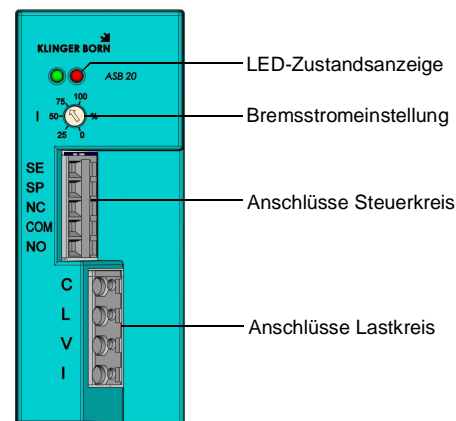 KLINGER BORN
ASB 20
LED-Zustandsanzeige
100
75
I 50 %
25 0
Bremsstromeinstellung
SE
SP
NC
COM
NO
Anschlüsse Steuerkreis
C
L
V
I
Anschlüsse Lastkreis